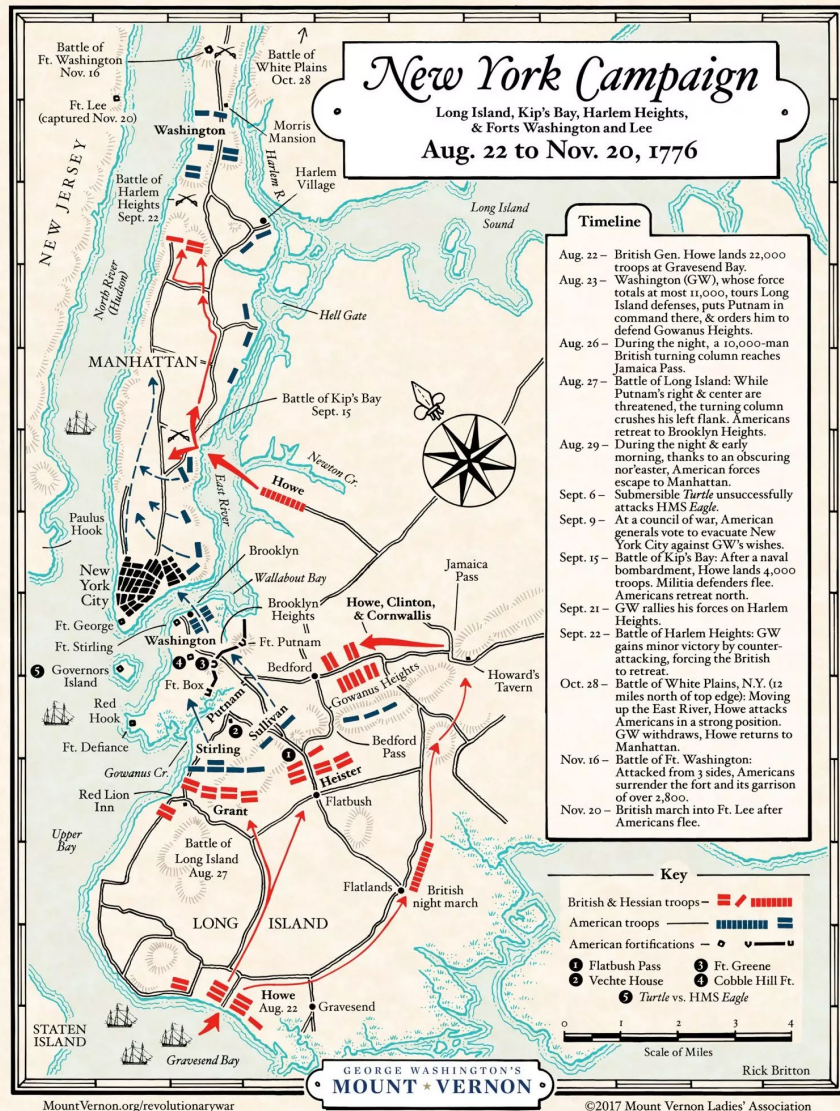 New York Campaign
Long Island, Kip's Bay, Harlem Heights,
& Forts Washington and Lee
Aug. 22 to Nov. 20, 1776
Battle of
Ft. Washington
Nov. 16
Battle of
White Plains
Oct. 28
Ft. Lee
(captured Nov. 20)
Washington
Morris
Mansion
Harlem R.
Battle of
Harlem
Heights
Sept. 22
Harlem
Village
NEW JERSEY
North River
(Hudson)
Long Island
Sound
Hell Gate
MANHATTAN
Battle of Kip's Bay
Sept. 15
Newton Cr.
Howe
East River
Paulus
Hook
New
York
City
Brooklyn
Wallabout Bay
Jamaica
Pass
Ft. George
Brooklyn
Heights
Howe, Clinton,
& Cornwallis
Ft. Stirling
Washington
Ft. Putnam
5 Governors
Island
4
3
Bedford
Gowanus Heights
Howard's
Tavern
Ft. Box
Red
Hook
Putnam
2
Sullivan
Ft. Defiance
Stirling
Bedford
Pass
Gowanus Cr.
1
Heister
Red Lion
Inn
Grant
Flatbush
Upper
Bay
Battle of
Long Island
Aug. 27
Flatlands
British
night march
LONG ISLAND
Howe
Aug. 22
Gravesend
STATEN
ISLAND
Gravesend Bay
Timeline
Aug. 22 – British Gen. Howe lands 22,000
troops at Gravesend Bay.
Aug. 23 – Washington (GW), whose force
totals at most 11,000, tours Long
Island defenses, puts Putnam in
command there, & orders him to
defend Gowanus Heights.
Aug. 26 – During the night, a 10,000-man
British turning column reaches
Jamaica Pass.
Aug. 27 – Battle of Long Island: While
Putnam's right & center are
threatened, the turning column
crushes his left flank. Americans
retreat to Brooklyn Heights.
Aug. 29 – During the night & early
morning, thanks to an obscuring
nor'easter, American forces
escape to Manhattan.
Sept. 6 – Submersible Turtle unsuccessfully
attacks HMS Eagle.
Sept. 9 – At a council of war, American
generals vote to evacuate New
York City against GW's wishes.
Sept. 15 – Battle of Kip's Bay: After a naval
bombardment, Howe lands 4,000
troops. Militia defenders flee.
Americans retreat north.
Sept. 21 – GW rallies his forces on Harlem
Heights.
Sept. 22 – Battle of Harlem Heights: GW
gains minor victory by counter-
attacking, forcing the British
to retreat.
Oct. 28 – Battle of White Plains, N.Y. (12
miles north of top edge): Moving
up the East River, Howe attacks
Americans in a strong position.
GW withdraws, Howe returns to
Manhattan.
Nov. 16 – Battle of Ft. Washington:
Attacked from 3 sides, Americans
surrender the fort and its garrison
of over 2,800.
Nov. 20 – British march into Ft. Lee after
Americans flee.
Key
British & Hessian troops –
American troops
American fortifications –
1 Flatbush Pass
3 Ft. Greene
2 Vechte House
4 Cobble Hill Ft.
5 Turtle vs. HMS Eagle
0 1 2 3 4
Scale of Miles
Rick Britton
GEORGE WASHINGTON'S
MOUNT ★ VERNON
MountVernon.org/revolutionarywar
©2017 Mount Vernon Ladies' Association